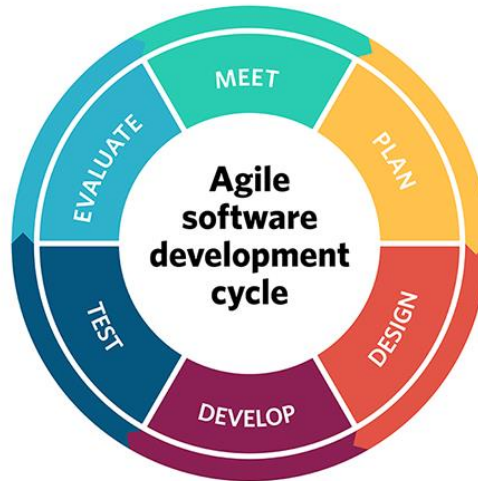 MEET
PLAN
DESIGN
DEVELOP
TEST
EVALUATE
Agile
software
development
cycle